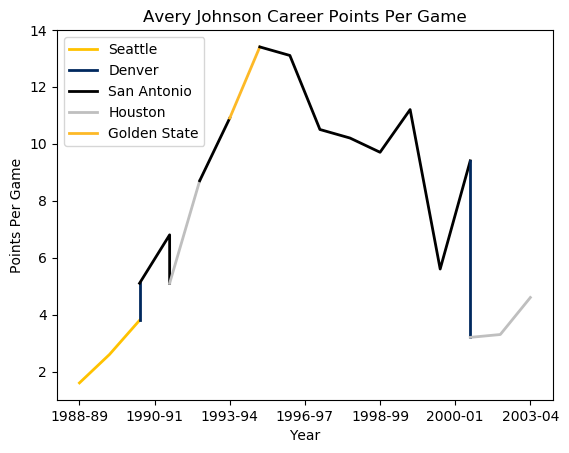 Avery Johnson Career Points Per Game
Seattle
Denver
San Antonio
Houston
Golden State
Points Per Game
14
12
10
8
6
4
2
1988-89 1990-91 1993-94 1996-97 1998-99 2000-01 2003-04
Year